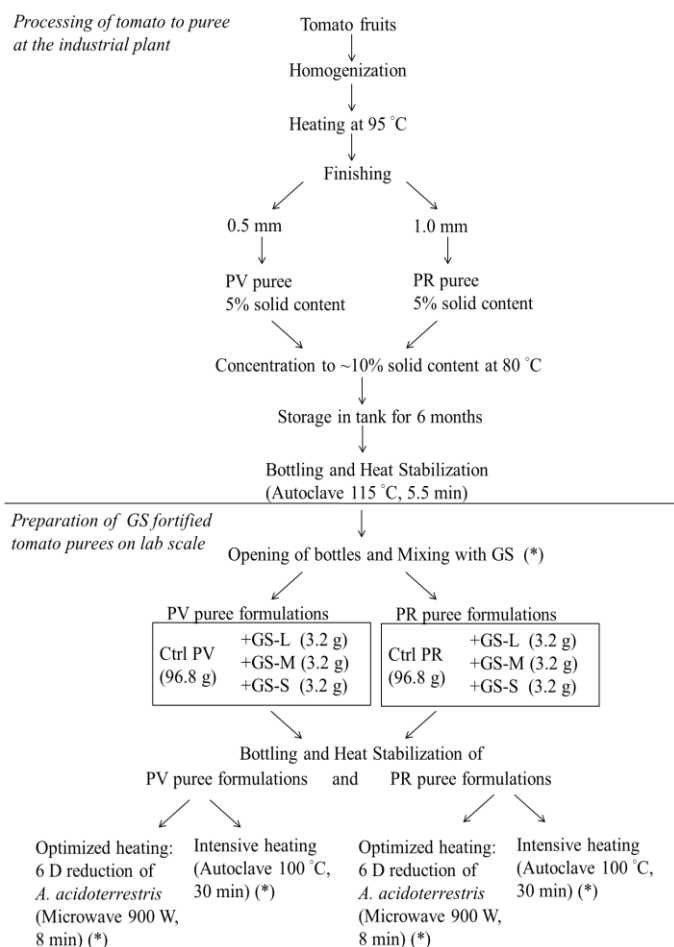 Processing of tomato to puree
at the industrial plant
Tomato fruits
Homogenization
Heating at 95 °C
Finishing
0.5 mm
1.0 mm
PV puree
5% solid content
PR puree
5% solid content
Concentration to ~10% solid content at 80 °C
Storage in tank for 6 months
Bottling and Heat Stabilization
(Autoclave 115 °C, 5.5 min)
Preparation of GS fortified
tomato purees on lab scale
Opening of bottles and Mixing with GS (*)
PV puree formulations
Ctrl PV
(96.8 g)
+GS-L (3.2 g)
+GS-M (3.2 g)
+GS-S (3.2 g)
PR puree formulations
Ctrl PR
(96.8 g)
+GS-L (3.2 g)
+GS-M (3.2 g)
+GS-S (3.2 g)
Bottling and Heat Stabilization of
PV puree formulations and PR puree formulations
Optimized heating:
6 D reduction of
A. acidoterrestris
(Microwave 900 W,
8 min) (*)
Intensive heating
(Autoclave 100 °C,
30 min) (*)
Optimized heating:
6 D reduction of
A. acidoterrestris
(Microwave 900 W,
8 min) (*)
Intensive heating
(Autoclave 100 °C,
30 min) (*)